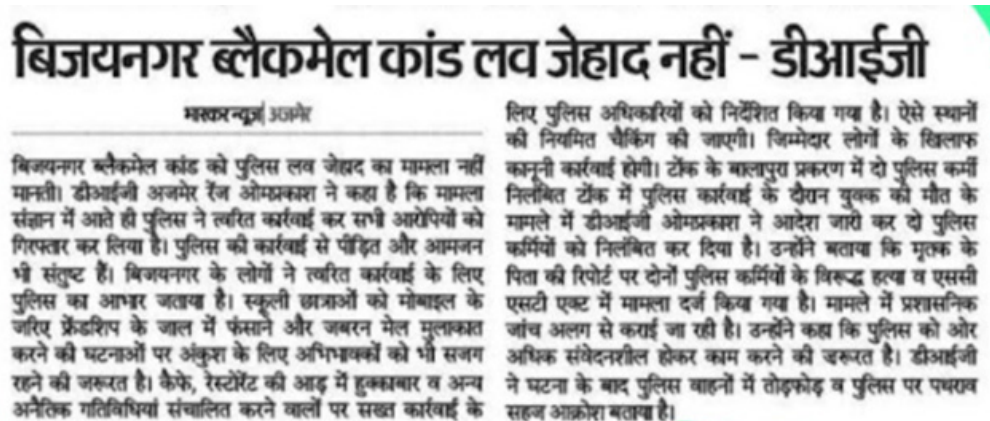 बिजयनगर ब्लैकमेल कांड लव जेहाद नहीं - डीआईजी
भास्कर न्यूज | अजमेर
बिजयनगर ब्लैकमेल कांड को पुलिस लव जेहाद का मामला नहीं
मानती। डीआईजी अजमेर रेंज ओमप्रकाश ने कहा है कि मामला
संज्ञान में आते ही पुलिस ने त्वरित कार्रवाई कर सभी आरोपियों को
गिरफ्तार कर लिया है। पुलिस की कार्रवाई से पीड़ित और आमजन
भी संतुष्ट हैं। बिजयनगर के लोगों ने त्वरित कार्रवाई के लिए
पुलिस का आभार जताया है। स्कूली छात्राओं को मोबाइल के
जरिए फ्रेंडशिप के जाल में फंसाने और जबरन मेल मुलाकात
करने की घटनाओं पर अंकुश के लिए अभिभावकों को भी सजग
रहने की जरूरत है। कैफे, रेस्टोरेंट की आड़ में हुक्काबार व अन्य
अनैतिक गतिविधियां संचालित करने वालों पर सख्त कार्रवाई के
लिए पुलिस अधिकारियों को निर्देशित किया गया है। ऐसे स्थानों
की नियमित चैकिंग की जाएगी। जिम्मेदार लोगों के खिलाफ
कानूनी कार्रवाई होगी। टोंक के बालापुरा प्रकरण में दो पुलिस कर्मी
निलंबित टोंक में पुलिस कार्रवाई के दौरान युवक की मौत के
मामले में डीआईजी ओमप्रकाश ने आदेश जारी कर दो पुलिस
कर्मियों को निलंबित कर दिया है। उन्होंने बताया कि मृतक के
पिता की रिपोर्ट पर दोनों पुलिस कर्मियों के विरूद्ध हत्या व एससी
एसटी एक्ट में मामला दर्ज किया गया है। मामले में प्रशासनिक
जांच अलग से कराई जा रही है। उन्होंने कहा कि पुलिस को ओर
अधिक संवेदनशील होकर काम करने की जरूरत है। डीआईजी
ने घटना के बाद पुलिस वाहनों में तोड़फोड़ व पुलिस पर पथराव
सहज आक्रोश बताया है।